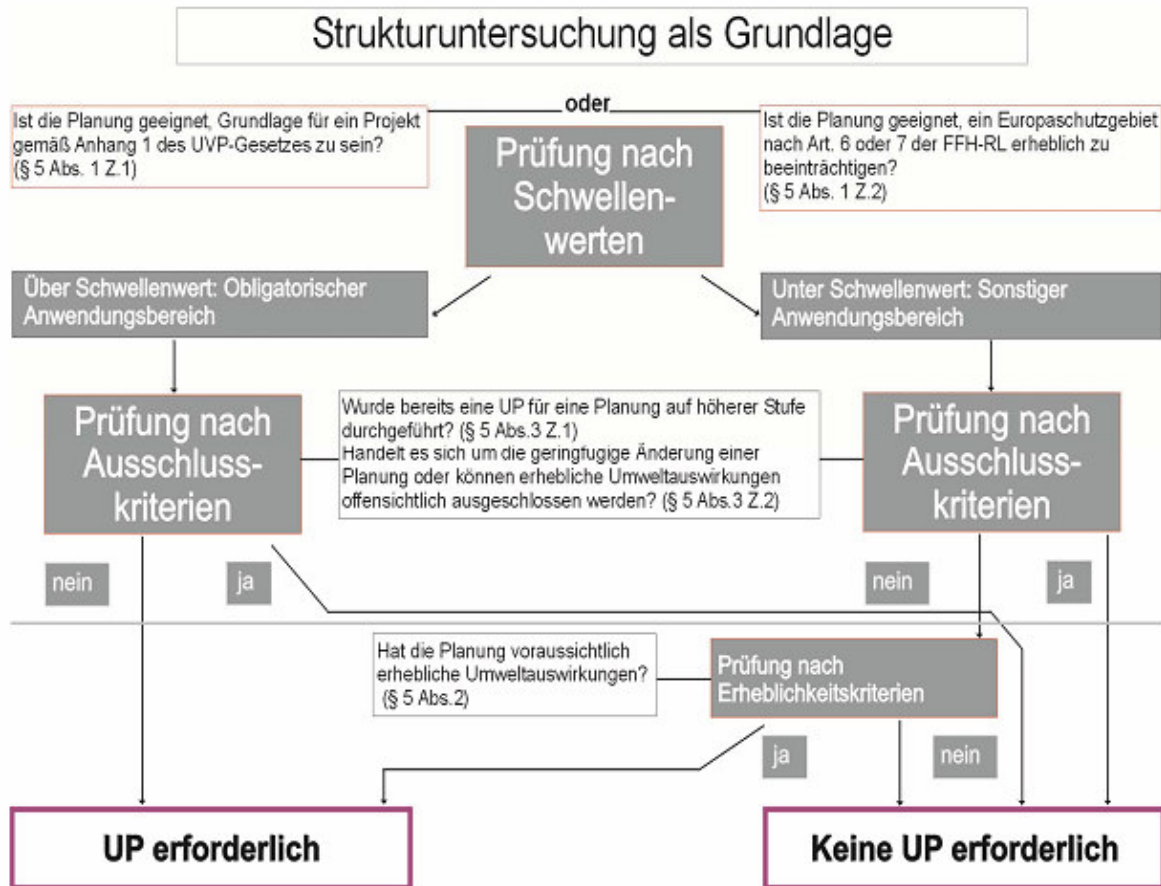 Strukturuntersuchung als Grundlage
oder
Ist die Planung geeignet, Grundlage für ein Projekt
gemäß Anhang 1 des UVP-Gesetzes zu sein?
(§ 5 Abs. 1 Z.1)
Prüfung nach
Schwellen-
werten
Ist die Planung geeignet, ein Europaschutzgebiet
nach Art. 6 oder 7 der FFH-RL erheblich zu
beeinträchtigen?
(§ 5 Abs. 1 Z.2)
Über Schwellenwert: Obligatorischer
Anwendungsbereich
Unter Schwellenwert: Sonstiger
Anwendungsbereich
Prüfung nach
Ausschluss-
kriterien
Wurde bereits eine UP für eine Planung auf höherer Stufe
durchgeführt? (§ 5 Abs.3 Z.1)
Handelt es sich um die geringfugige Änderung einer
Planung oder können erhebliche Umweltauswirkungen
offensichtlich ausgeschlossen werden? (§ 5 Abs.3 Z.2)
Prüfung nach
Ausschluss-
kriterien
nein
ja
nein
ja
Hat die Planung voraussichtlich
erhebliche Umweltauswirkungen?
(§ 5 Abs.2)
Prüfung nach
Erheblichkeitskriterien
ja
nein
UP erforderlich
Keine UP erforderlich